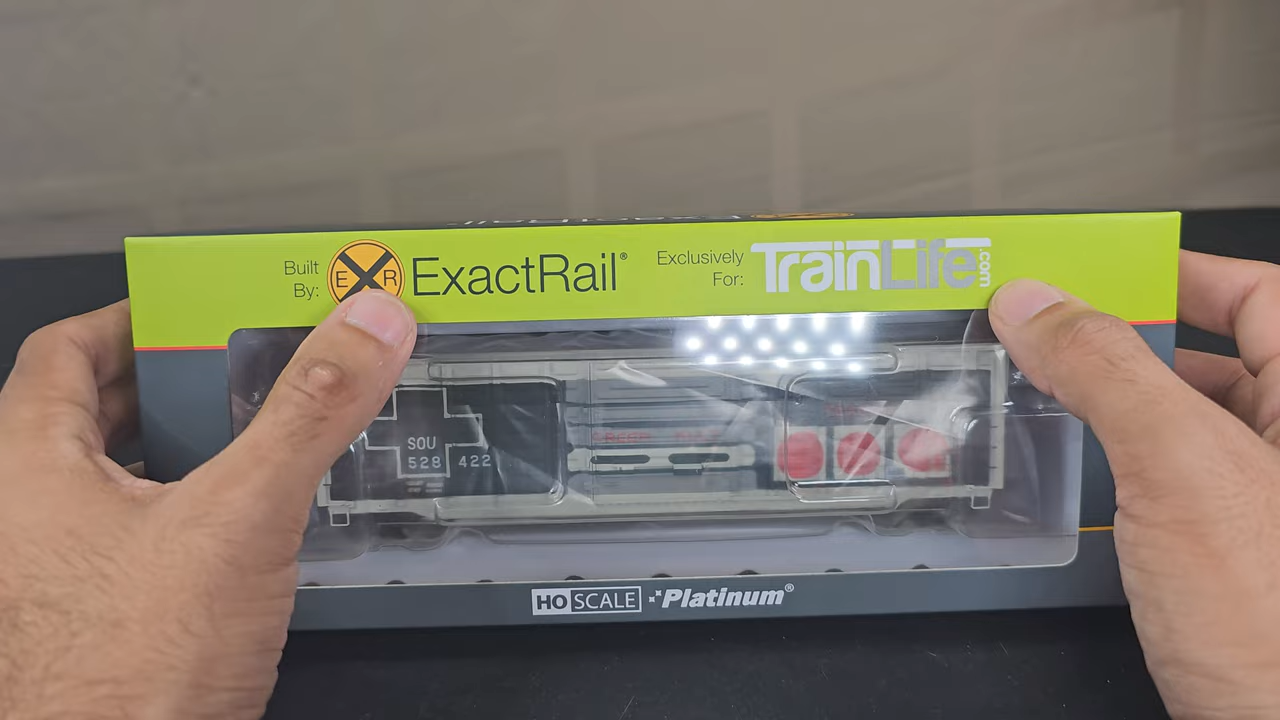 Built
By:
EXR
ExactRail®
Exclusively
For:
TrainLife.com
SOU
528 422
HO SCALE
Platinum®